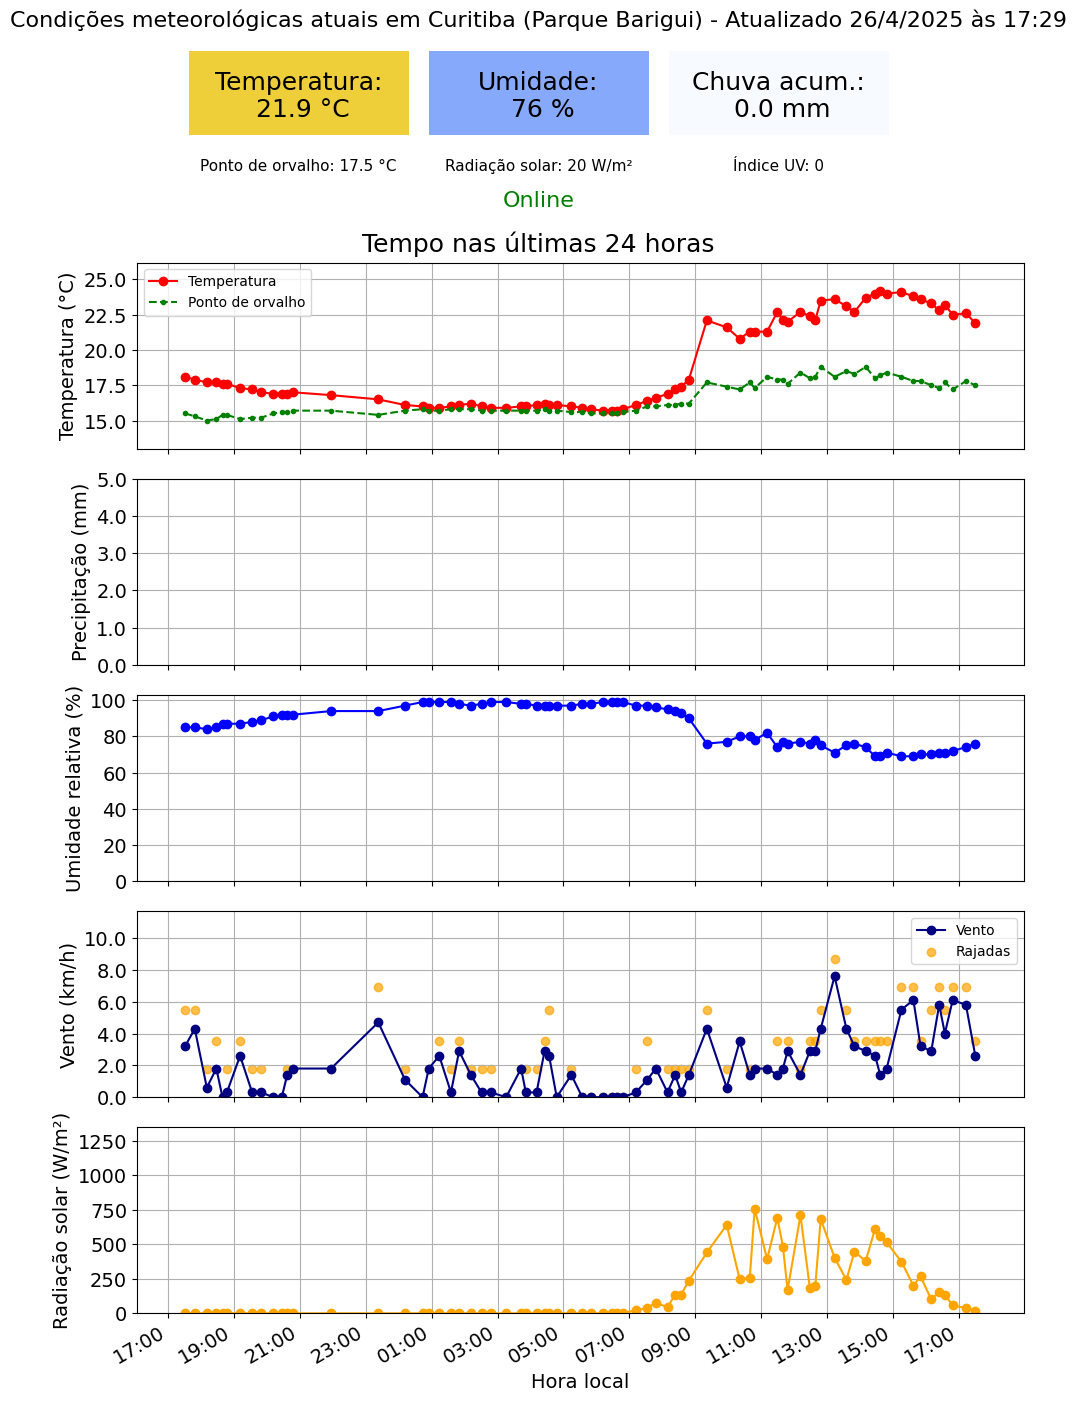 Condições meteorológicas atuais em Curitiba (Parque Barigui) - Atualizado 26/4/2025 às 17:29
Temperatura:
21.9 °C
Umidade:
76 %
Chuva acum.:
0.0 mm
Ponto de orvalho: 17.5 °C
Radiação solar: 20 W/m²
Índice UV: 0
Online
Tempo nas últimas 24 horas
Temperatura (°C)
25.0
22.5
20.0
17.5
15.0
Temperatura
Ponto de orvalho
Precipitação (mm)
5.0
4.0
3.0
2.0
1.0
0.0
Umidade relativa (%)
100
80
60
40
20
0
Vento (km/h)
10.0
8.0
6.0
4.0
2.0
0.0
Vento
Rajadas
Radiação solar (W/m²)
1250
1000
750
500
250
0
17:00
19:00
21:00
23:00
01:00
03:00
05:00
07:00
09:00
11:00
13:00
15:00
17:00
Hora local